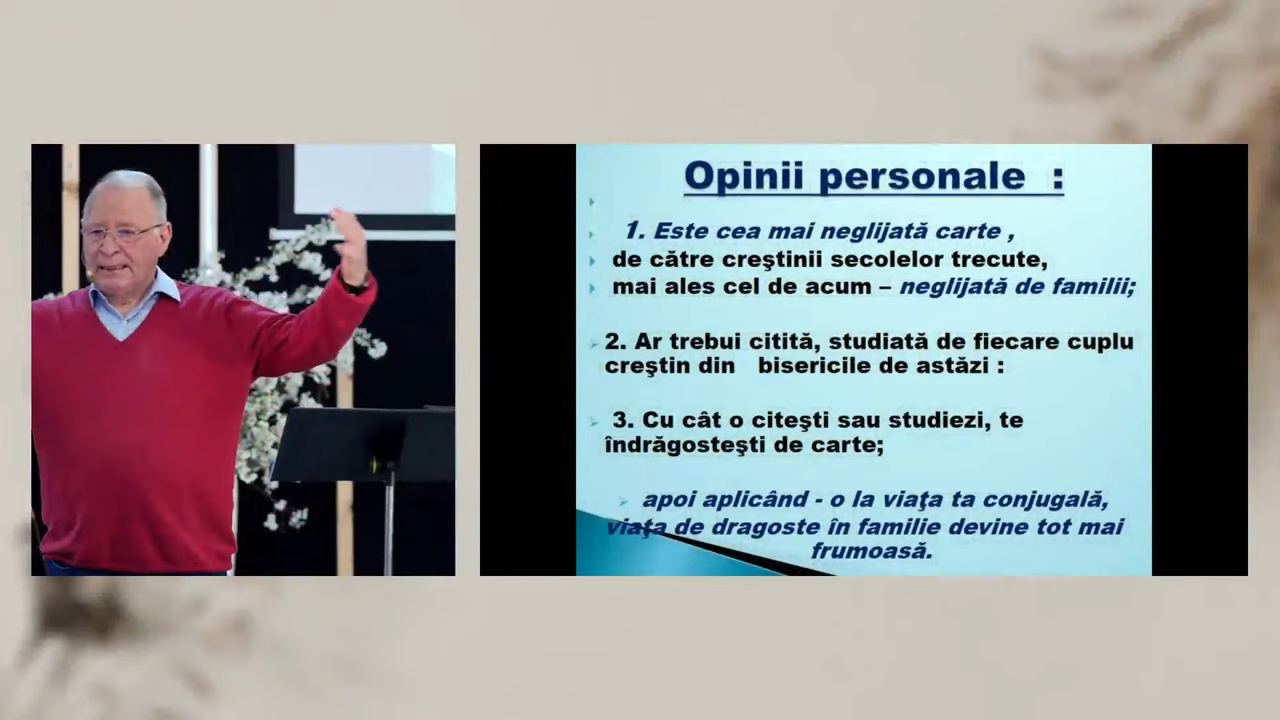 Opinii personale :
1. Este cea mai neglijată carte ,
de către creştinii secolelor trecute,
mai ales cel de acum – neglijată de familii;
2. Ar trebui citită, studiată de fiecare cuplu
creştin din bisericile de astăzi :
3. Cu cât o citeşti sau studiezi, te
îndrăgosteşti de carte;
apoi aplicând - o la viaţa ta conjugală,
viaţa de dragoste în familie devine tot mai
frumoasă.